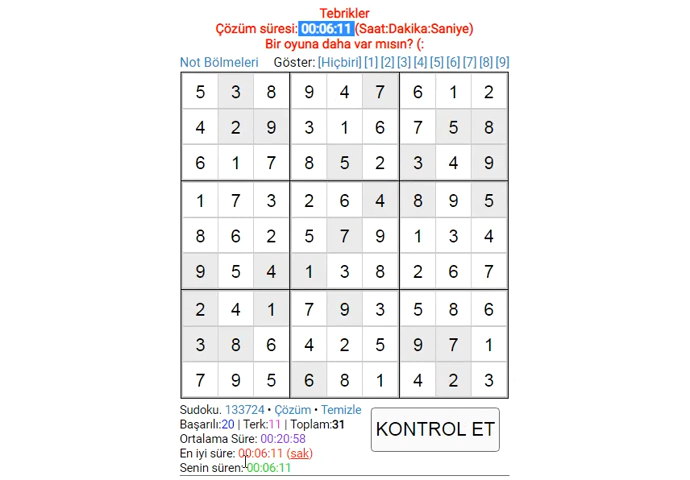 Tebrikler
Çözüm süresi: 00:06:11 (Saat:Dakika:Saniye)
Bir oyuna daha var mısın? (:
Not Bölmeleri Göster: [Hiçbiri] [1] [2] [3] [4] [5] [6] [7] [8] [9]
5 3 8 9 4 7 6 1 2
4 2 9 3 1 6 7 5 8
6 1 7 8 5 2 3 4 9
1 7 3 2 6 4 8 9 5
8 6 2 5 7 9 1 3 4
9 5 4 1 3 8 2 6 7
2 4 1 7 9 3 5 8 6
3 8 6 4 2 5 9 7 1
7 9 5 6 8 1 4 2 3
Sudoku. 133724 • Çözüm • Temizle
Başarılı:20 | Terk:11 | Toplam:31
Ortalama Süre: 00:20:58
En iyi süre: 00:06:11 (sak)
Senin süren: 00:06:11
KONTROL ET